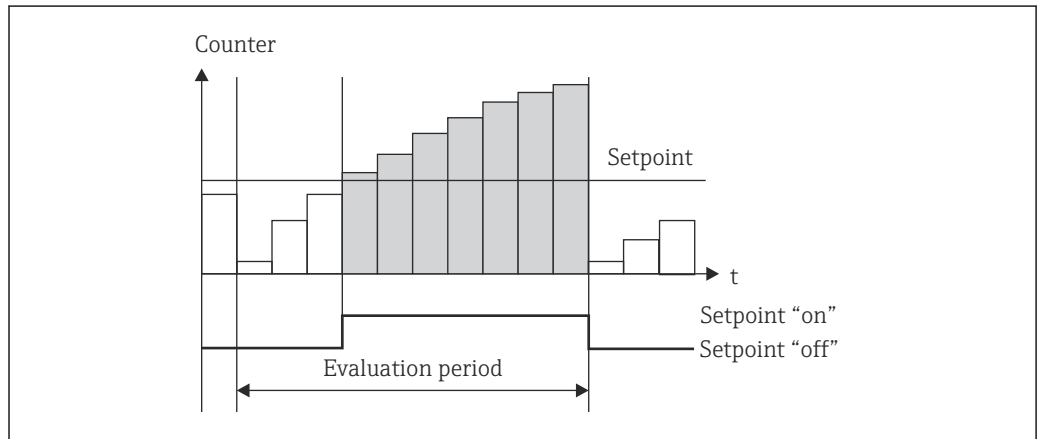 Counter
Setpoint
t
Setpoint “on”
Setpoint “off”
Evaluation period